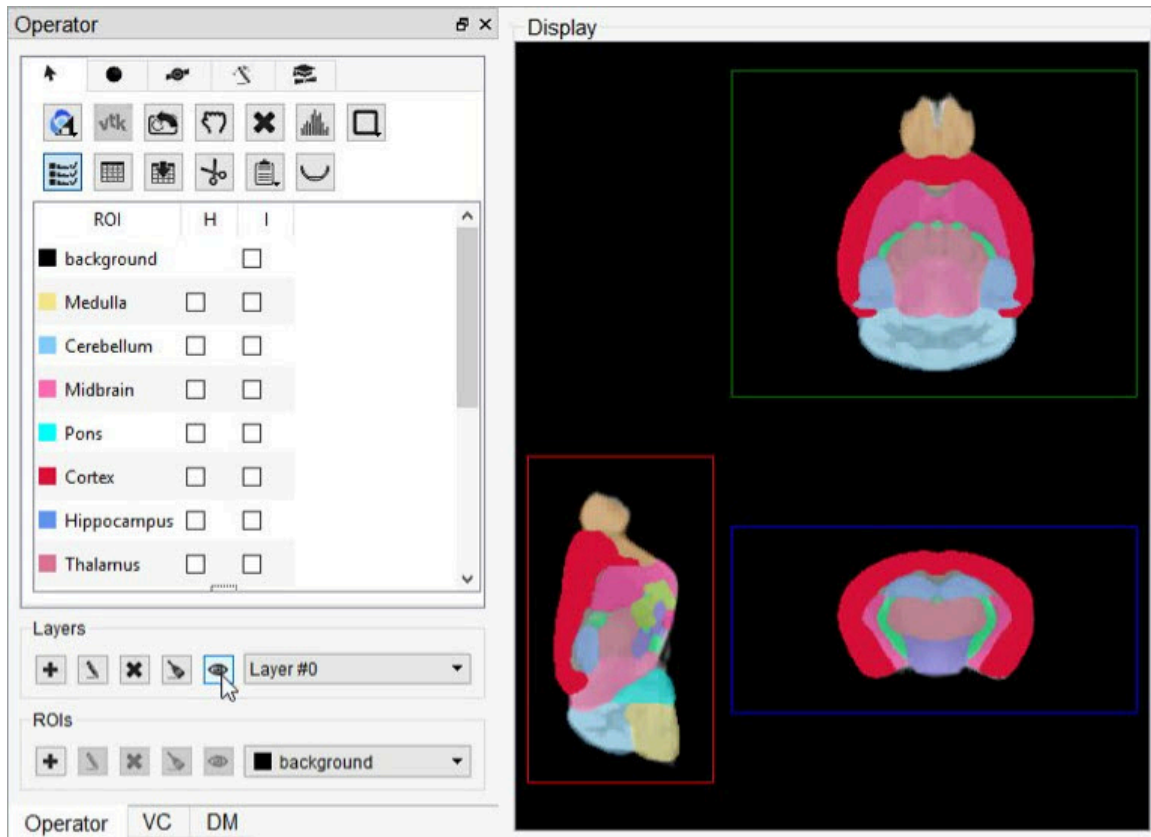 Operator
Display
vtk
ROI H I
background
Medulla
Cerebellum
Midbrain
Pons
Cortex
Hippocampus
Thalamus
Layers
Layer #0
ROIs
background
Operator VC DM